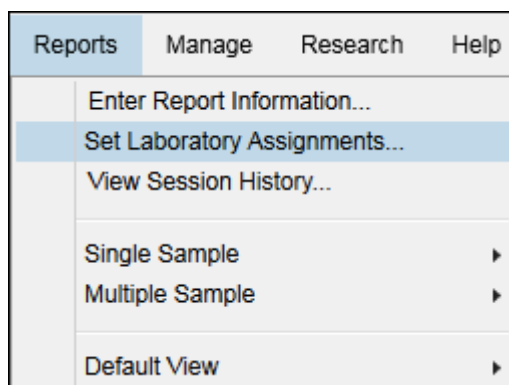 Reports Manage Research Help
Enter Report Information...
Set Laboratory Assignments...
View Session History...
Single Sample
Multiple Sample
Default View